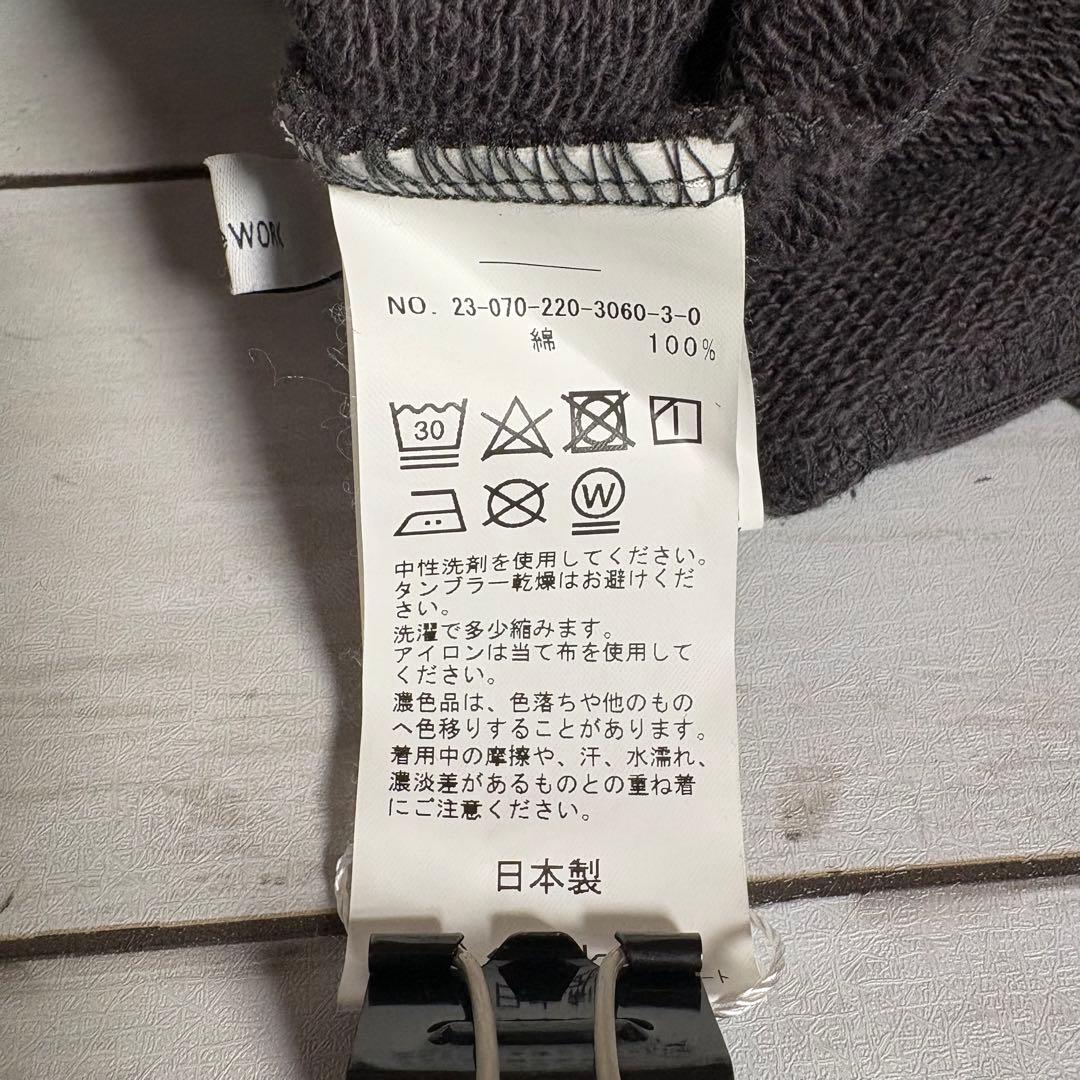 WORK
NO. 23-070-220-3060-3-0
綿 100%
30
W
中性洗剤を使用してください。
タンブラー乾燥はお避けくだ
さい。
洗濯で多少縮みます。
アイロンは当て布を使用して
ください。
濃色品は、色落ちや他のもの
へ色移りすることがあります。
着用中の摩擦や、汗、水濡れ、
濃淡差があるものとの重ね着
にご注意ください。
日本製